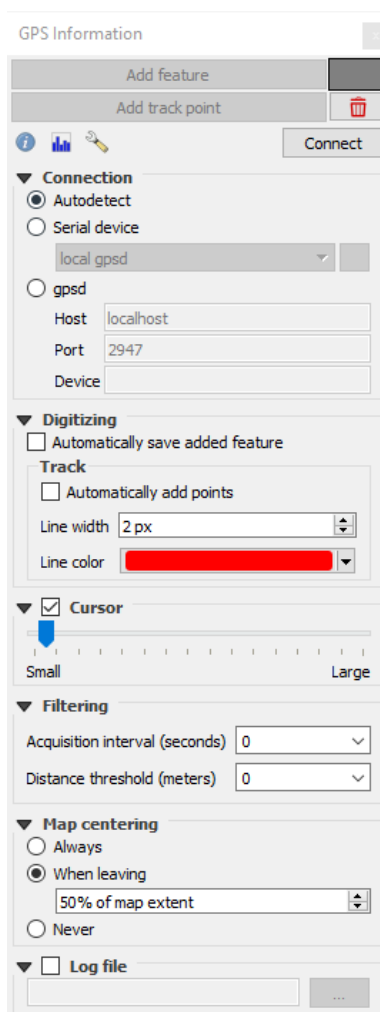 GPS Information
Add feature
Add track point
Connect
Connection
Autodetect
Serial device
local gpsd
gpsd
Host localhost
Port 2947
Device
Digitizing
Automatically save added feature
Track
Automatically add points
Line width 2 px
Line color
Cursor
Small Large
Filtering
Acquisition interval (seconds) 0
Distance threshold (meters) 0
Map centering
Always
When leaving
50% of map extent
Never
Log file
...